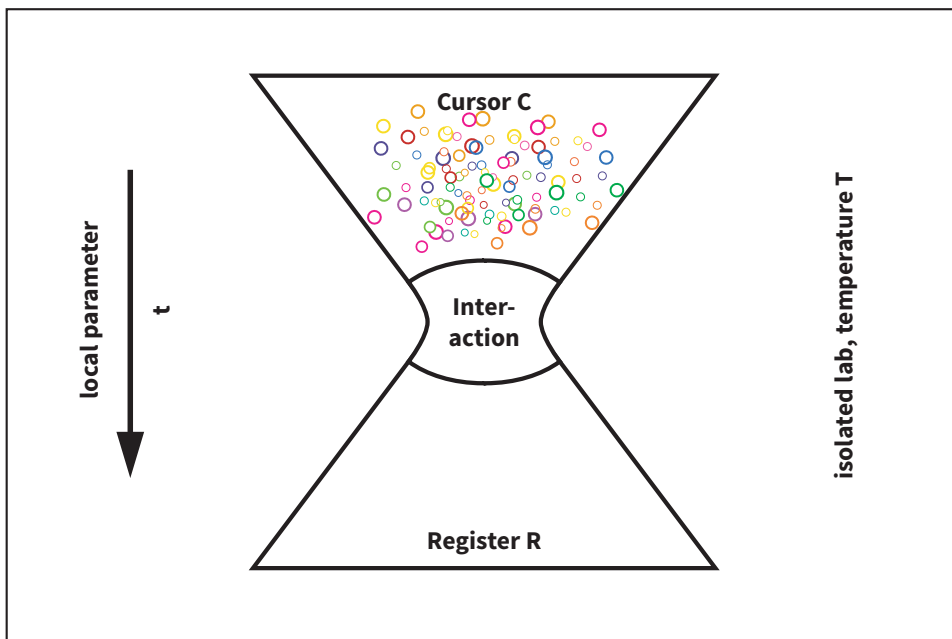 Cursor C
local parameter
t
Inter-
action
isolated lab, temperature T
Register R